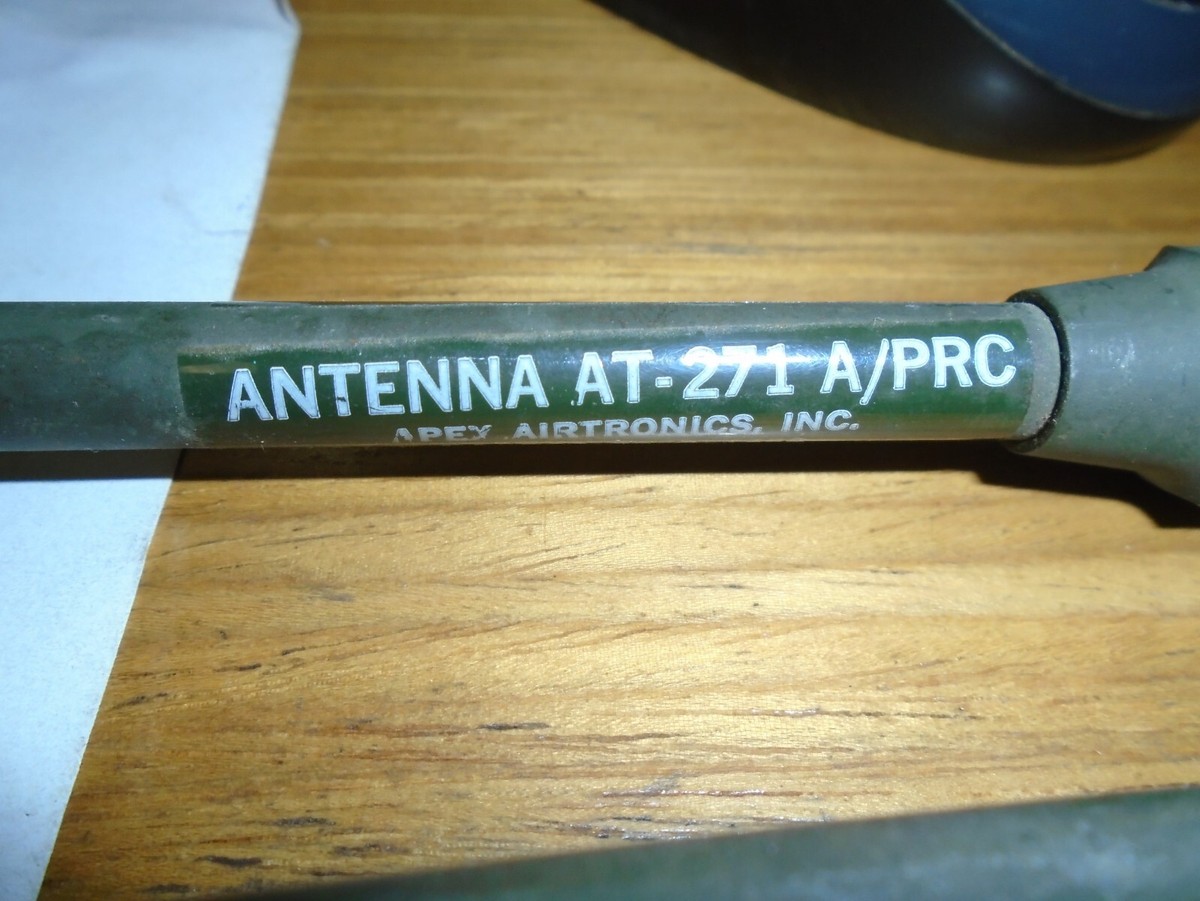 ANTENNA AT-271 A/PRC
APEX AIRTRONICS, INC.